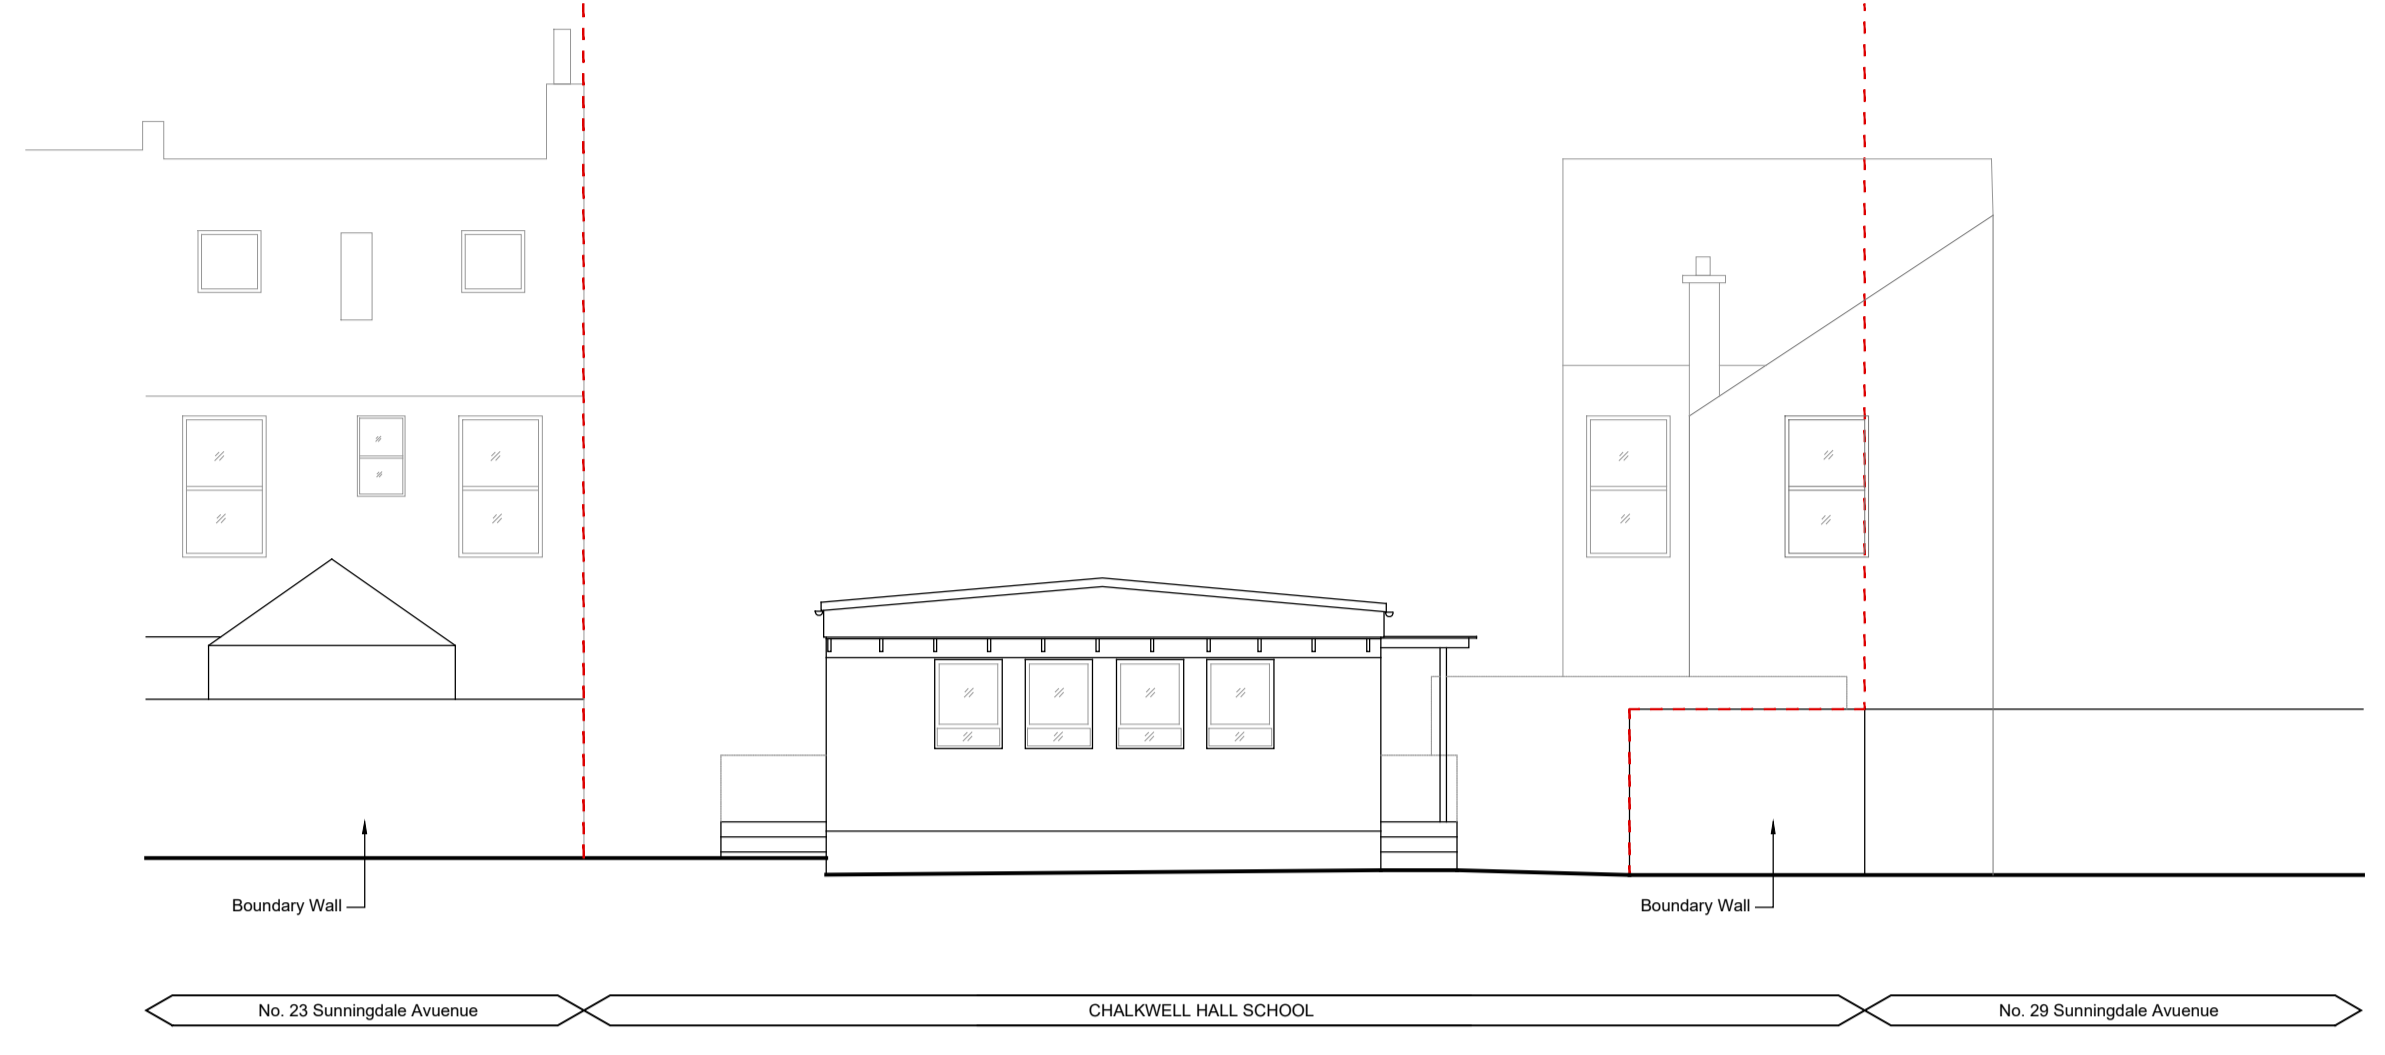 Boundary Wall
Boundary Wall
No. 23 Sunningdale Avuenue
CHALKWELL HALL SCHOOL
No. 29 Sunningdale Avuenue